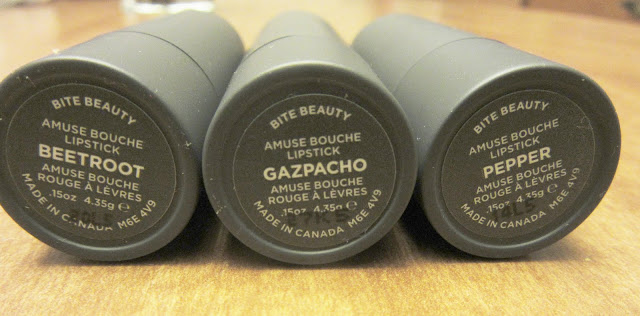 BITE BEAUTY
AMUSE BOUCHE
LIPSTICK
BEETROOT
AMUSE BOUCHE
ROUGE À LÈVRES
.15oz 4.35g e
MADE IN CANADA M6E 4V9
BITE BEAUTY
AMUSE BOUCHE
LIPSTICK
GAZPACHO
AMUSE BOUCHE
ROUGE À LÈVRES
.15oz 4.35g e
MADE IN CANADA M6E 4V9
BITE BEAUTY
AMUSE BOUCHE
LIPSTICK
PEPPER
AMUSE BOUCHE
ROUGE À LÈVRES
.15oz 4.35g e
MADE IN CANADA M6E 4V9